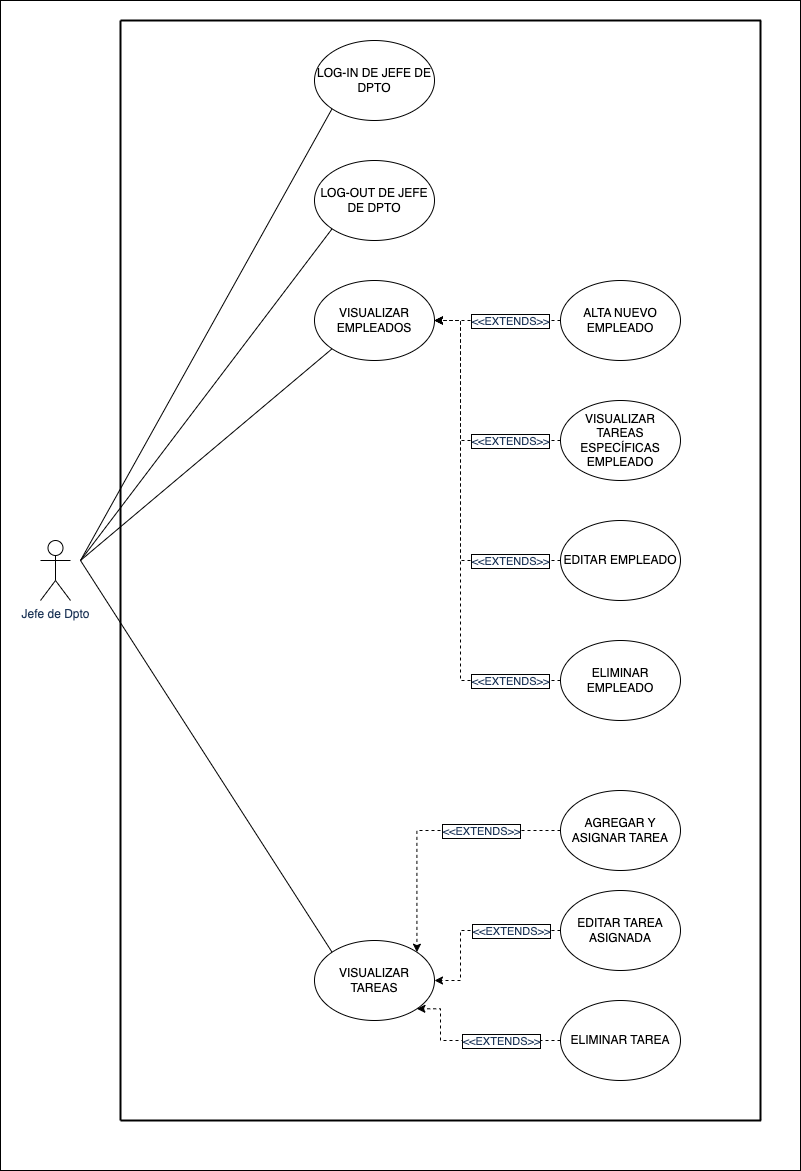 LOG-IN DE JEFE DE
DPTO
LOG-OUT DE JEFE
DE DPTO
VISUALIZAR
EMPLEADOS
<<EXTENDS>>
ALTA NUEVO
EMPLEADO
<<EXTENDS>>
VISUALIZAR
TAREAS
ESPECÍFICAS
EMPLEADO
<<EXTENDS>>
EDITAR EMPLEADO
Jefe de Dpto
<<EXTENDS>>
ELIMINAR
EMPLEADO
<<EXTENDS>>
AGREGAR Y
ASIGNAR TAREA
<<EXTENDS>>
EDITAR TAREA
ASIGNADA
VISUALIZAR
TAREAS
<<EXTENDS>>
ELIMINAR TAREA